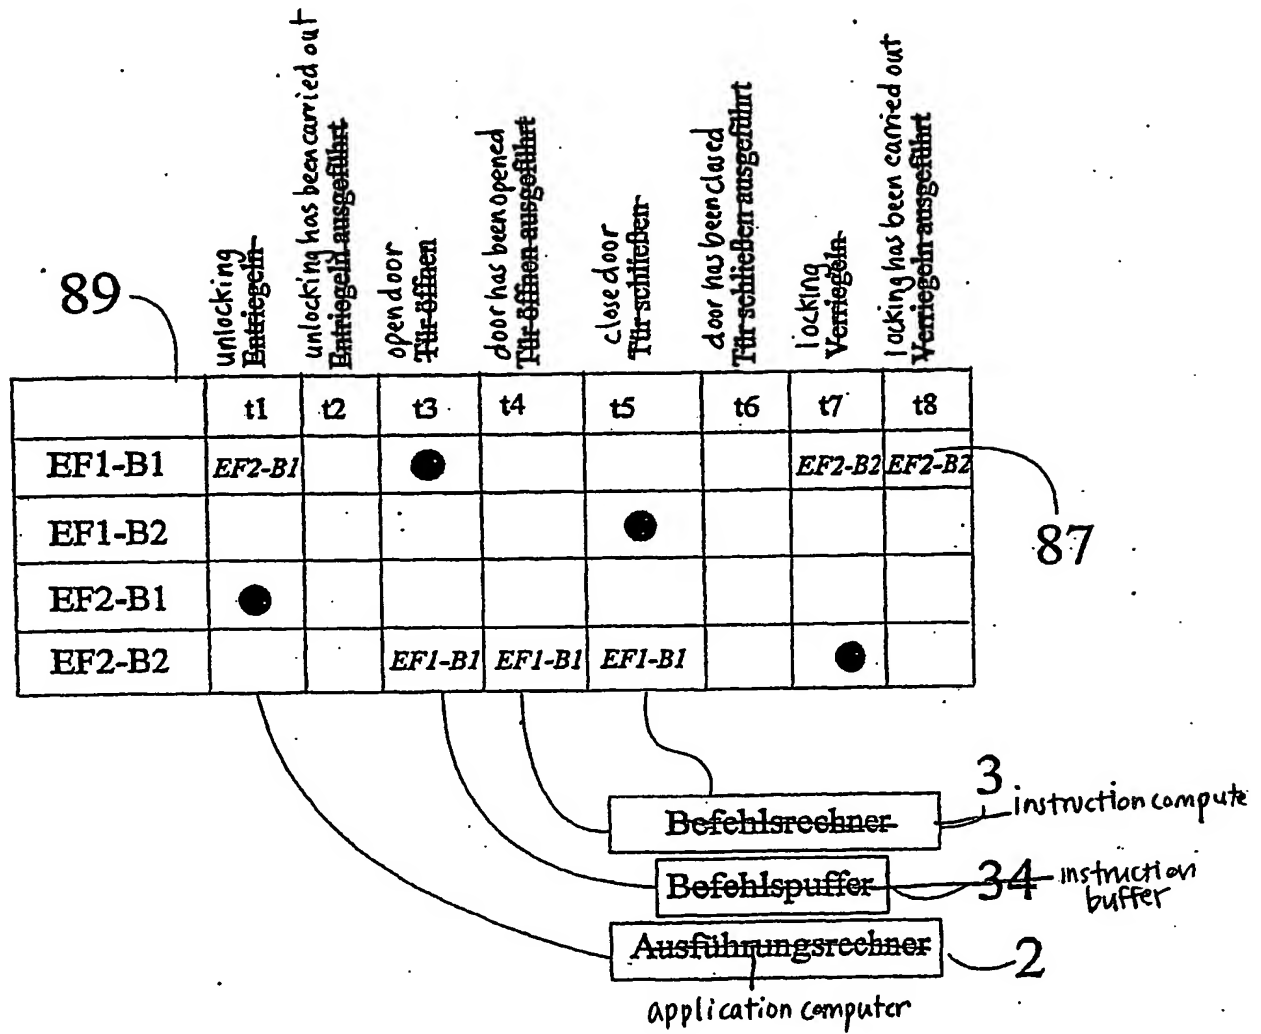 unlocking
Entriegeln
unlocking has been carried out
Entriegeln ausgeführt
open door
Tür öffnen
door has been opened
Tür öffnen ausgeführt
close door
Tür schließen
door has been closed
Tür schließen ausgeführt
locking
Verriegeln
locking has been carried out
Verriegeln ausgeführt
89
t1 t2 t3 t4 t5 t6 t7 t8
EF1-B1 EF2-B1 EF2-B2 EF2-B2
EF1-B2
87
EF2-B1
EF2-B2 EF1-B1 EF1-B1 EF1-B1
3
instruction compute
Befehlsrechner
Befehlspuffer
34
instruction
buffer
Ausführungsrechner
2
application computer